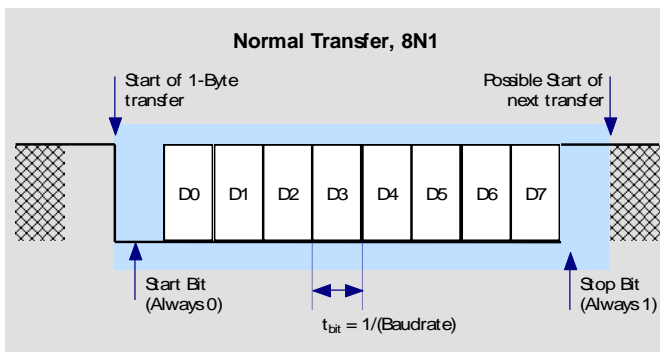 Normal Transfer, 8N1
Start of 1-Byte
transfer
Possible Start of
next transfer
D0 D1 D2 D3 D4 D5 D6 D7
Start Bit
(Always 0)
Stop Bit
(Always 1)
tbit = 1/(Baudrate)